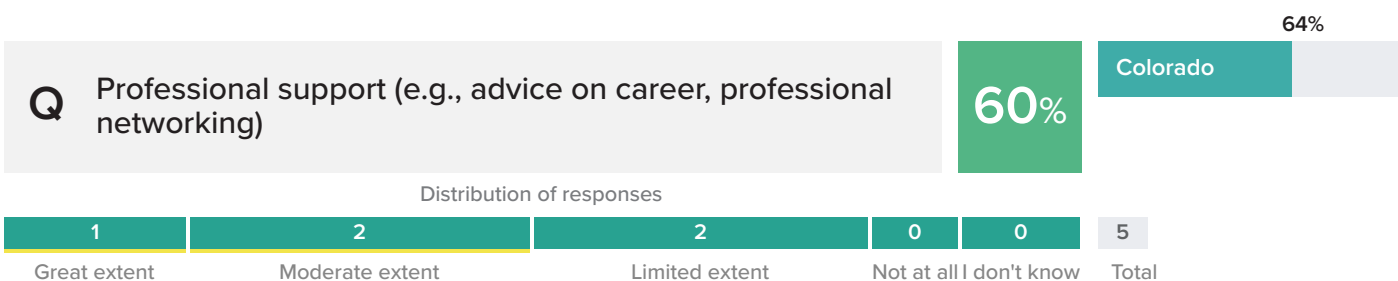 64%
Q
Professional support (e.g., advice on career, professional
networking)
60%
Colorado
Distribution of responses
1 2 2 0 0 5
Great extent Moderate extent Limited extent Not at all I don't know Total